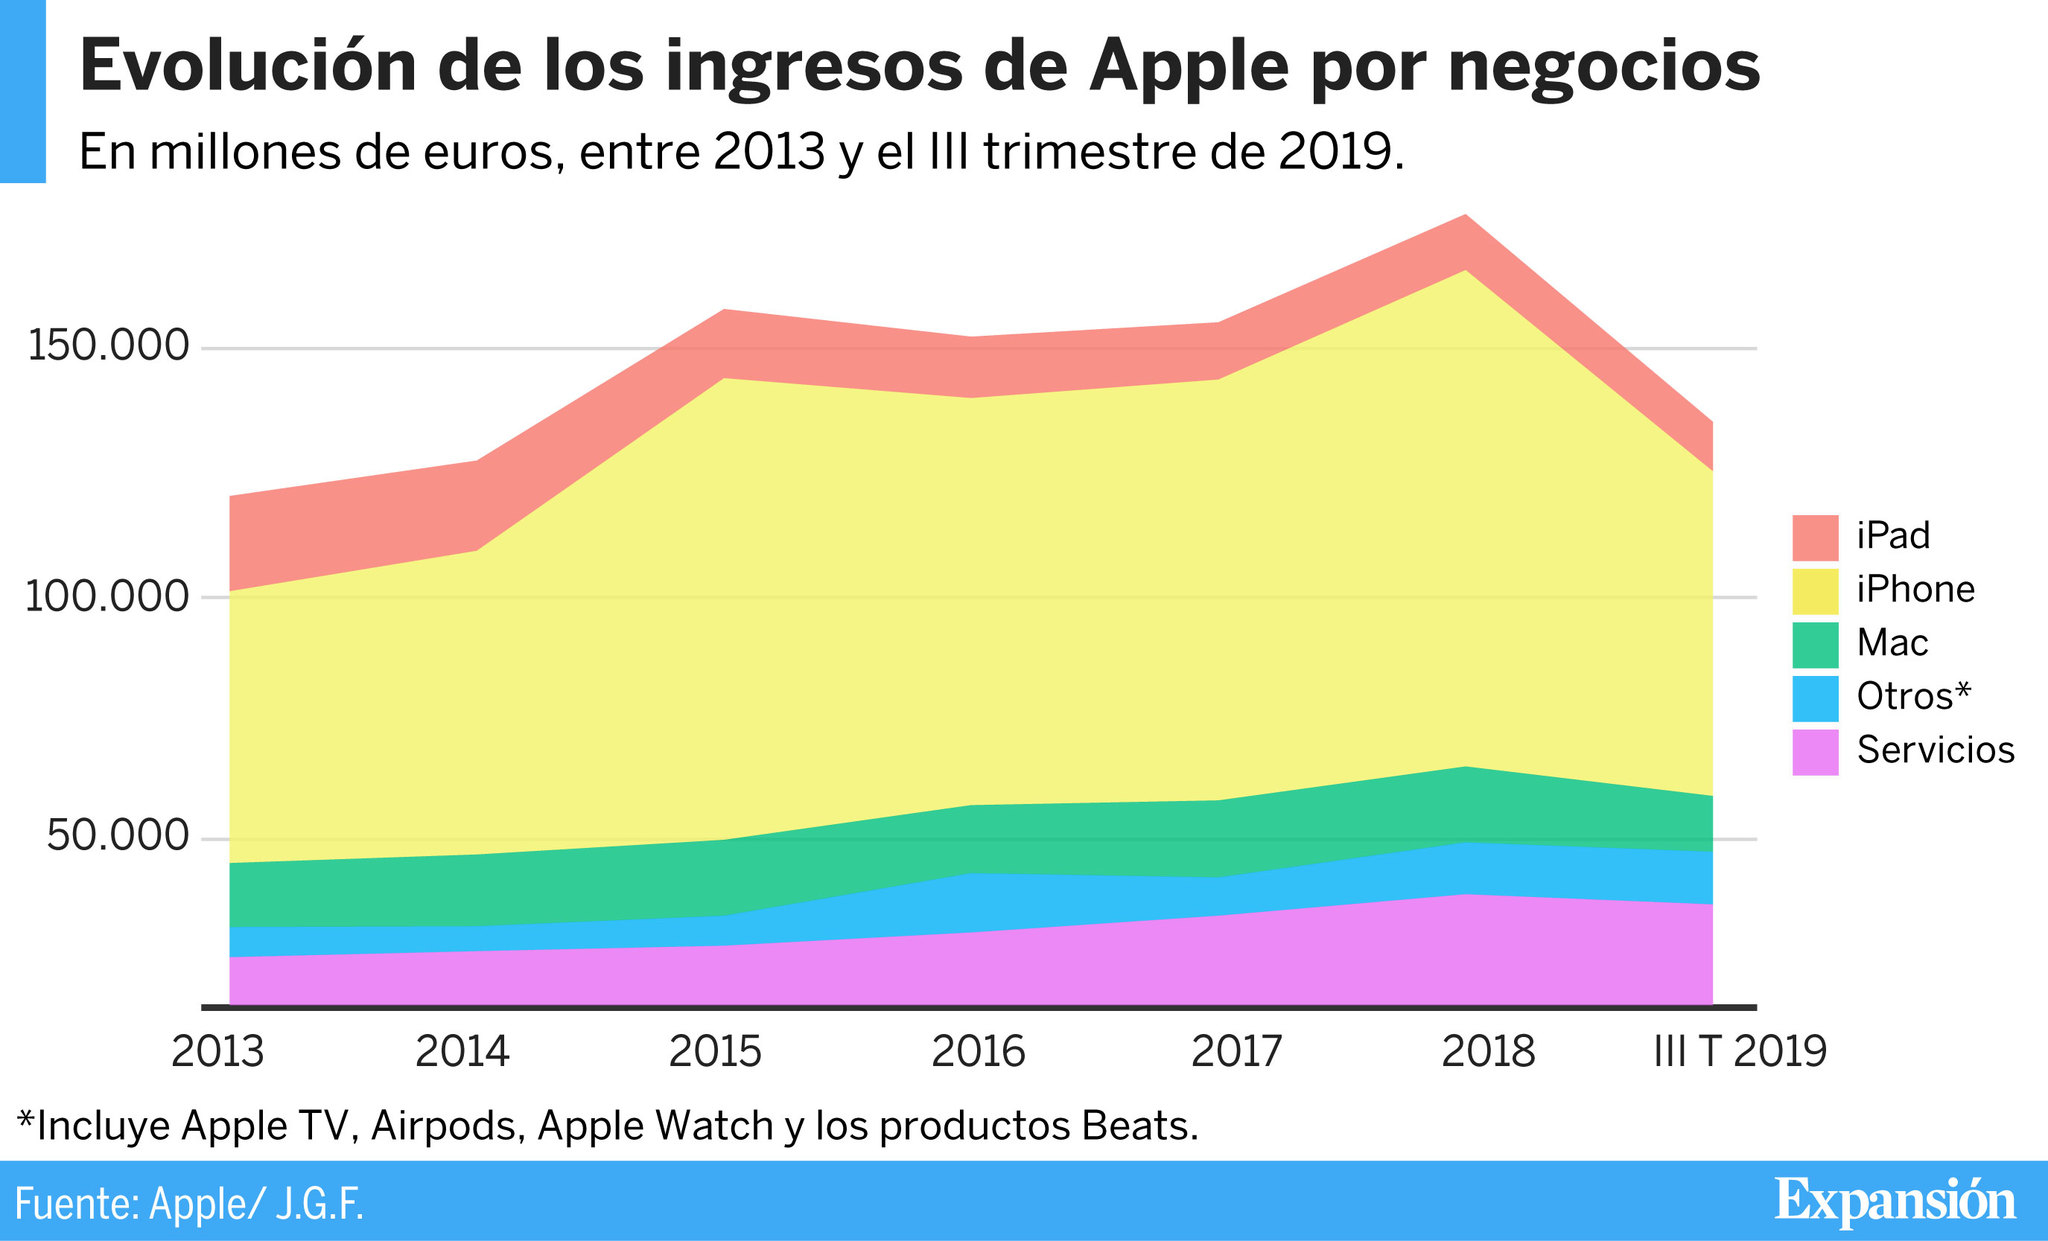 Evolución de los ingresos de Apple por negocios
En millones de euros, entre 2013 y el III trimestre de 2019.
150.000
100.000
50.000
iPad
iPhone
Mac
Otros*
Servicios
2013 2014 2015 2016 2017 2018 III T 2019
*Incluye Apple TV, Airpods, Apple Watch y los productos Beats.
Fuente: Apple/ J.G.F.
Expansión